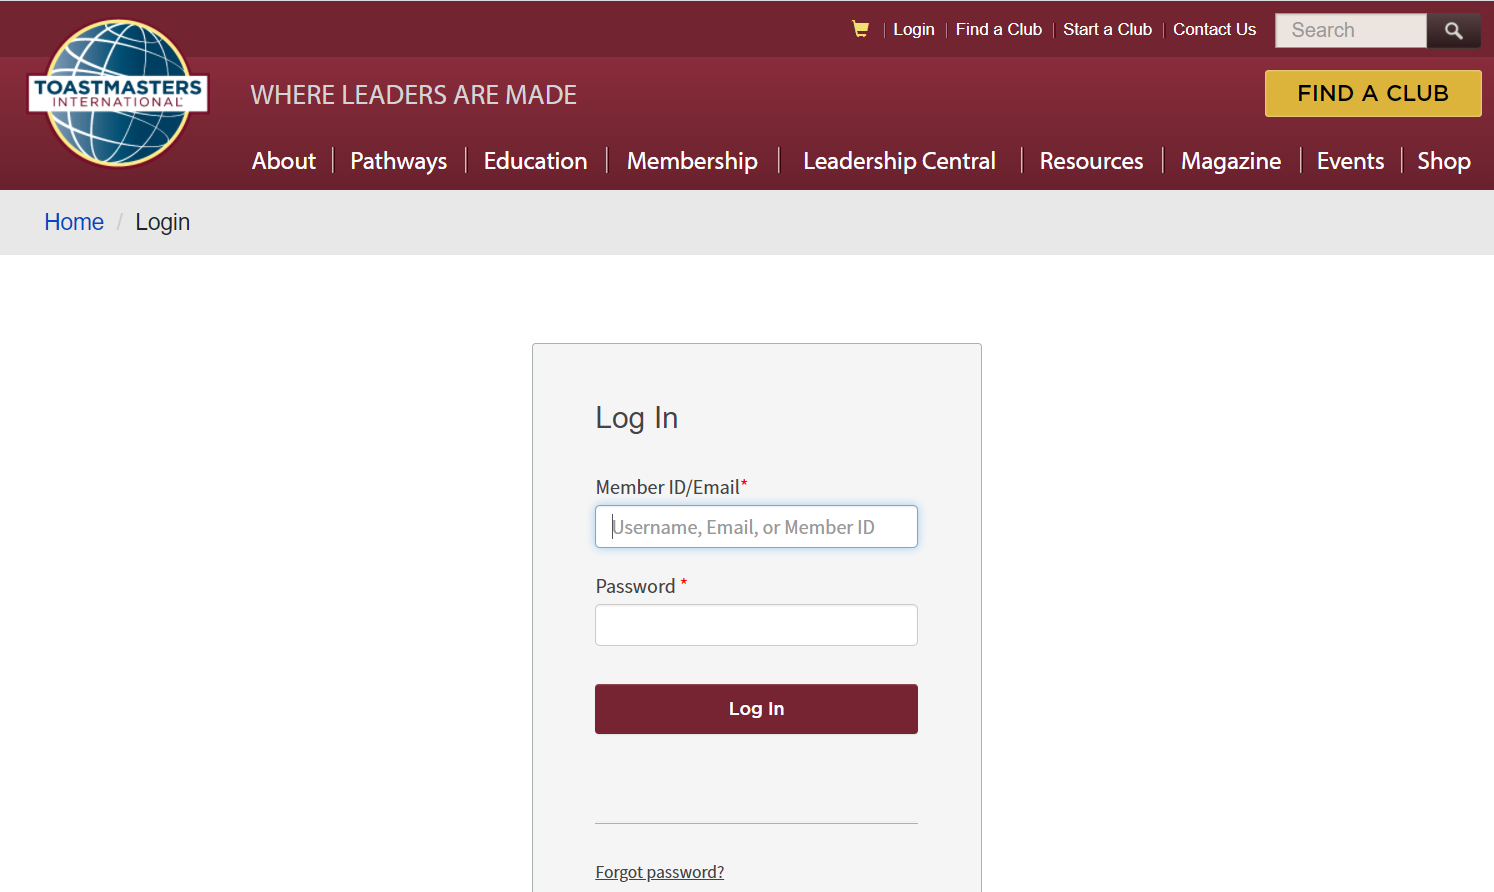 Login Find a Club Start a Club Contact Us Search
TOASTMASTERS
INTERNATIONAL
WHERE LEADERS ARE MADE
FIND A CLUB
About Pathways Education Membership Leadership Central Resources Magazine Events Shop
Home / Login
Log In
Member ID/Email*
Username, Email, or Member ID
Password *
Log In
Forgot password?